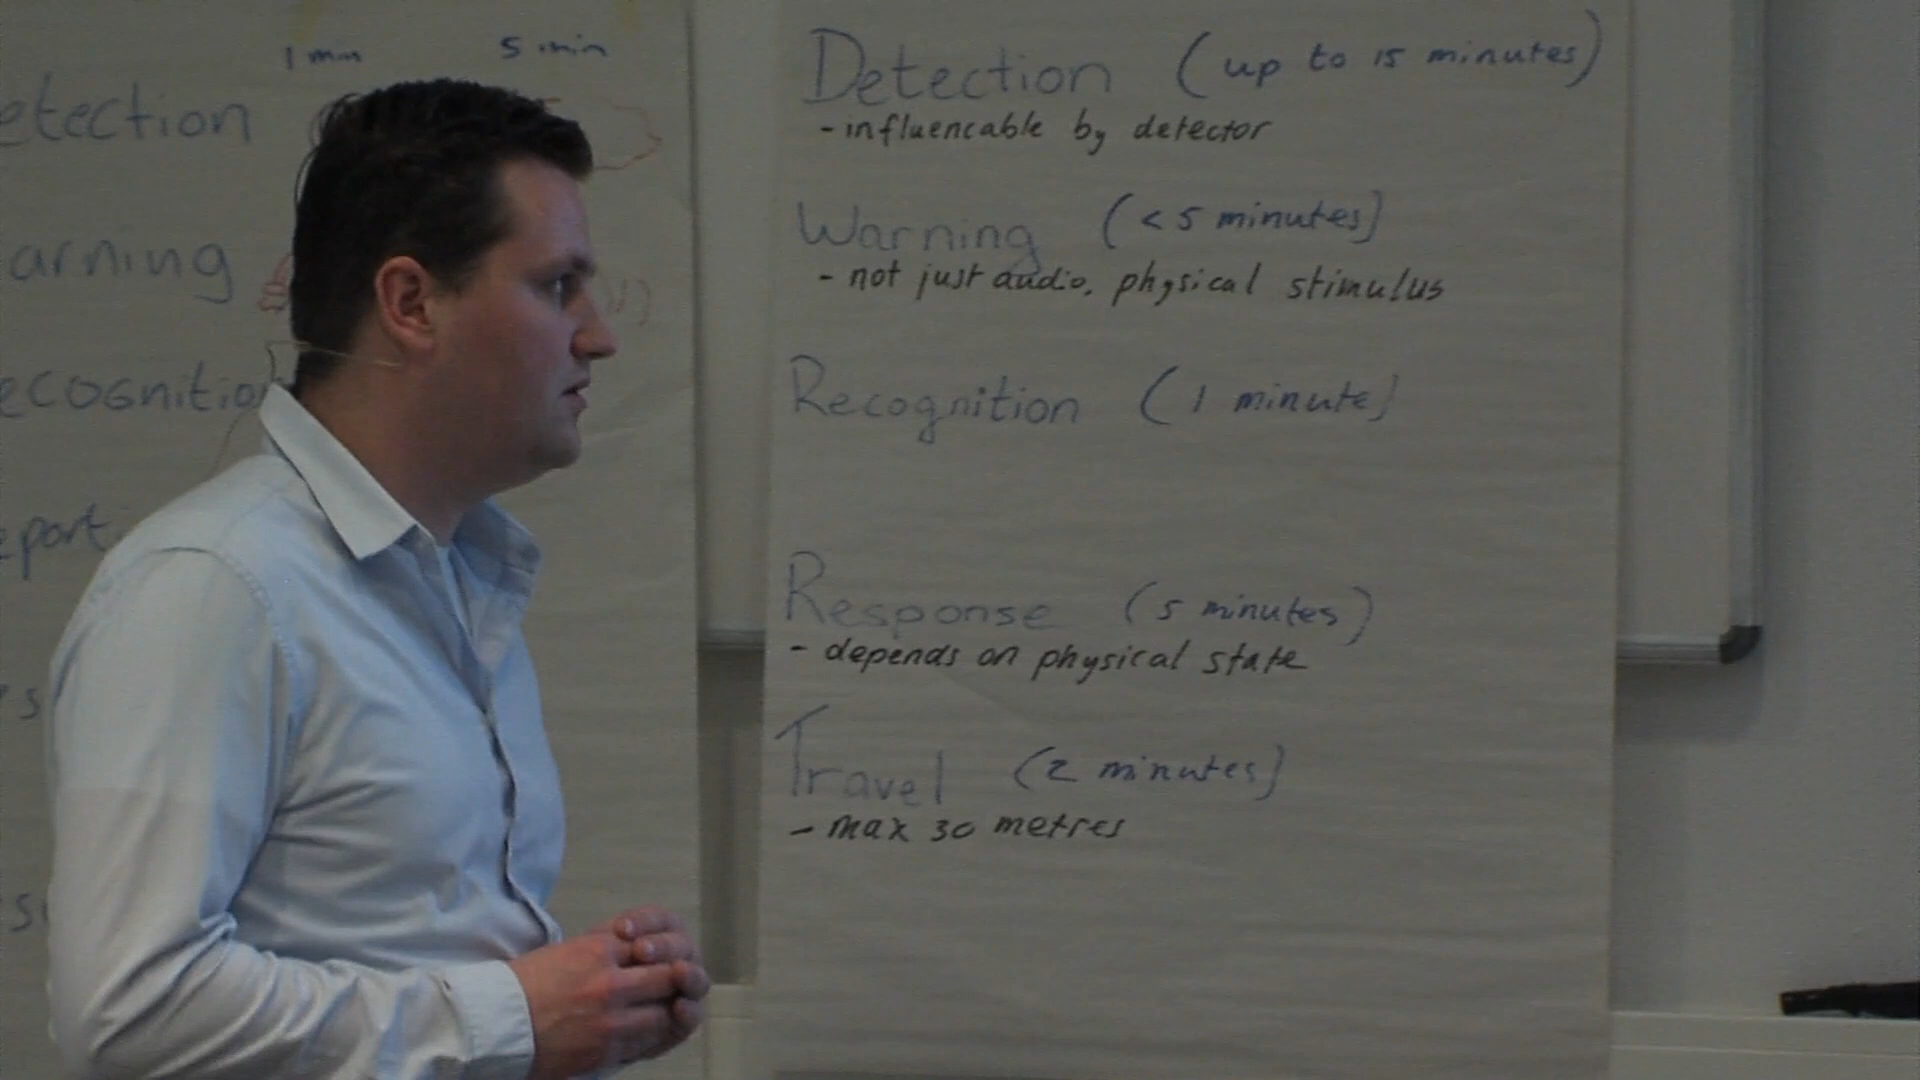 1 min 5 min
etection
arning
ecognition
eport
Detection (up to 15 minutes)
- influencable by detector
Warning (< 5 minutes)
- not just audio, physical stimulus
Recognition (1 minute)
Response (5 minutes)
- depends on physical state
Travel (2 minutes)
- max 30 metres